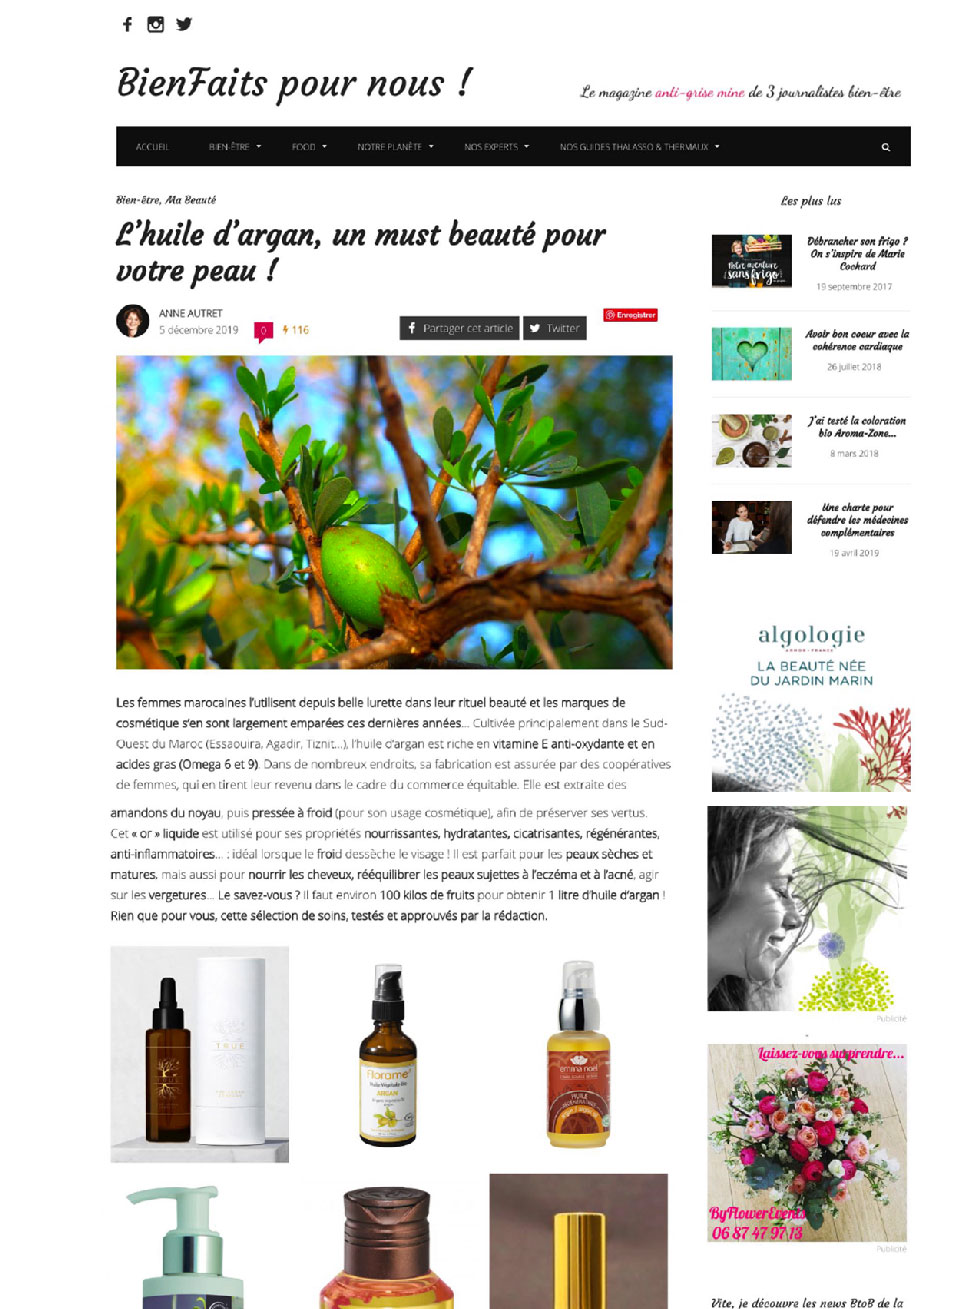 BienFaits pour nous !
Le magazine anti-grise mine de 3 journalistes bien-être
ACCUEIL BIEN-ÊTRE FOOD NOTRE PLANÈTE NOS EXPERTS NOS GUIDES THALASSO & THERMAUX
Bien-être, Ma Beauté
L'huile d'argan, un must beauté pour
votre peau !
ANNE AUTRET
5 décembre 2019 0 116
Partager cet article Twitter Enregistrer
Les femmes marocaines l'utilisent depuis belle lurette dans leur rituel beauté et les marques de
cosmétique s'en sont largement emparées ces dernières années... Cultivée principalement dans le Sud-
Ouest du Maroc (Essaouira, Agadir, Tiznit...), l'huile d'argan est riche en vitamine E anti-oxydante et en
acides gras (Omega 6 et 9). Dans de nombreux endroits, sa fabrication est assurée par des coopératives
de femmes, qui en tirent leur revenu dans le cadre du commerce équitable. Elle est extraite des
amandons du noyau, puis pressée à froid (pour son usage cosmétique), afin de préserver ses vertus.
Cet « or » liquide est utilisé pour ses propriétés nourrissantes, hydratantes, cicatrisantes, régénérantes,
anti-inflammatoires... ; idéal lorsque le froid dessèche le visage ! Il est parfait pour les peaux sèches et
matures, mais aussi pour nourrir les cheveux, rééquilibrer les peaux sujettes à l'eczéma et à l'acné, agir
sur les vergetures... Le savez-vous ? Il faut environ 100 kilos de fruits pour obtenir 1 litre d'huile d'argan !
Rien que pour vous, cette sélection de soins, testés et approuvés par la rédaction.
TRUE
Florame
Huile Végétale Bio
ARGAN
emma noël
HUILE
Les plus lus
Notre aventure
sans frigo!
Débrancher son frigo ?
On s'inspire de Marie
Cochard
19 septembre 2017
Avoir bon coeur avec la
cohérence cardiaque
26 juillet 2018
J'ai testé la coloration
bio Aroma-Zone...
8 mars 2018
Une charte pour
défendre les médecines
complémentaires
19 avril 2019
algologie
LA BEAUTÉ NÉE
DU JARDIN MARIN
Publicité
Laissez-vous surprendre...
ByFlowerEvents
06 87 47 97 13
Publicité
Vite, je découvre les news BtoB de la